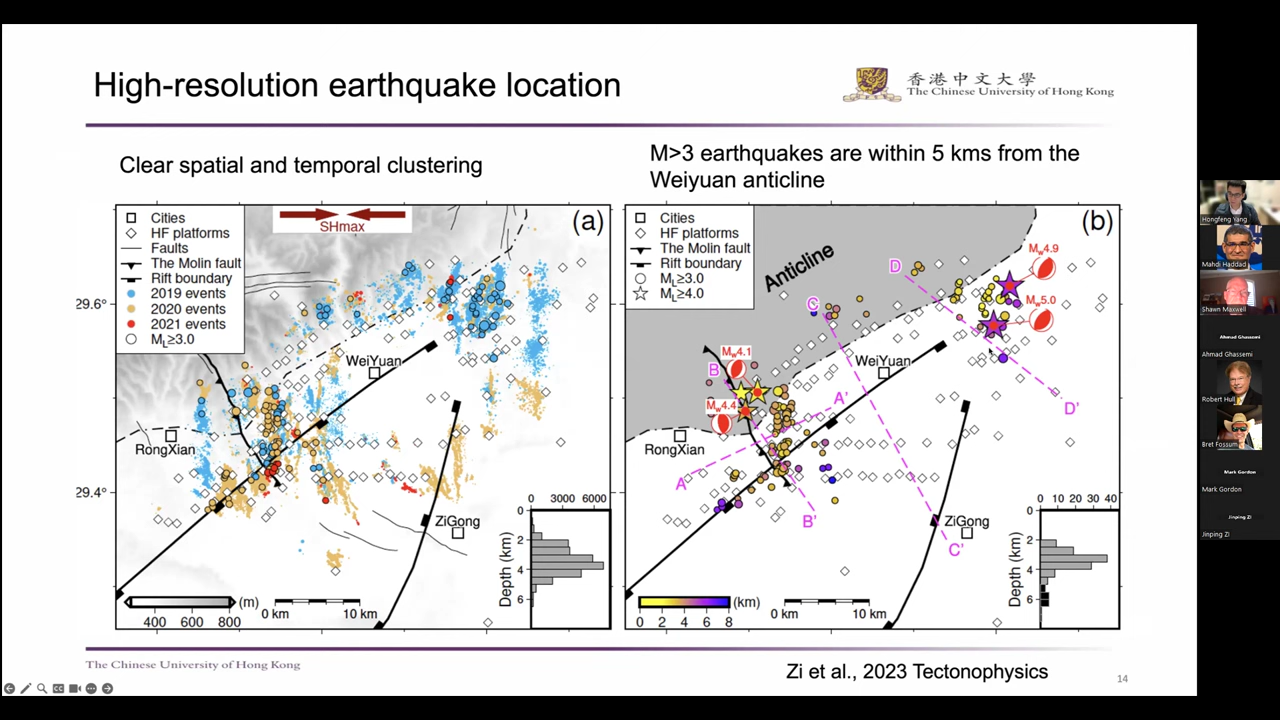 High-resolution earthquake location
香港中文大學
The Chinese University of Hong Kong
Clear spatial and temporal clustering
M>3 earthquakes are within 5 kms from the
Weiyuan anticline
(a)
SHmax
Cities
HF platforms
Faults
The Molin fault
Rift boundary
2019 events
2020 events
2021 events
ML≥3.0
29.6°
29.4°
WeiYuan
RongXian
ZiGong
0 3000 6000
Depth (km)
0
2
4
6
(m)
400 600 800
0 km 10 km
(b)
Cities
HF platforms
The Molin fault
Rift boundary
ML≥3.0
ML≥4.0
Anticline
D
Mw4.9
C
Mw5.0
WeiYuan
Mw4.1
B
Mw4.4
A'
D'
RongXian
A
B'
ZiGong
C'
0 10 20 30 40
Depth (km)
0
2
4
6
(km)
0 2 4 6 8
0 km 10 km
The Chinese University of Hong Kong
Zi et al., 2023 Tectonophysics
14
Hongfeng Yang
Mahdi Haddad
Shawn Maxwell
Ahmad Ghassemi
Ahmad Ghassemi
Robert Hull
Bret Fossum
Mark Gordon
Mark Gordon
Jinping Zi
Jinping Zi